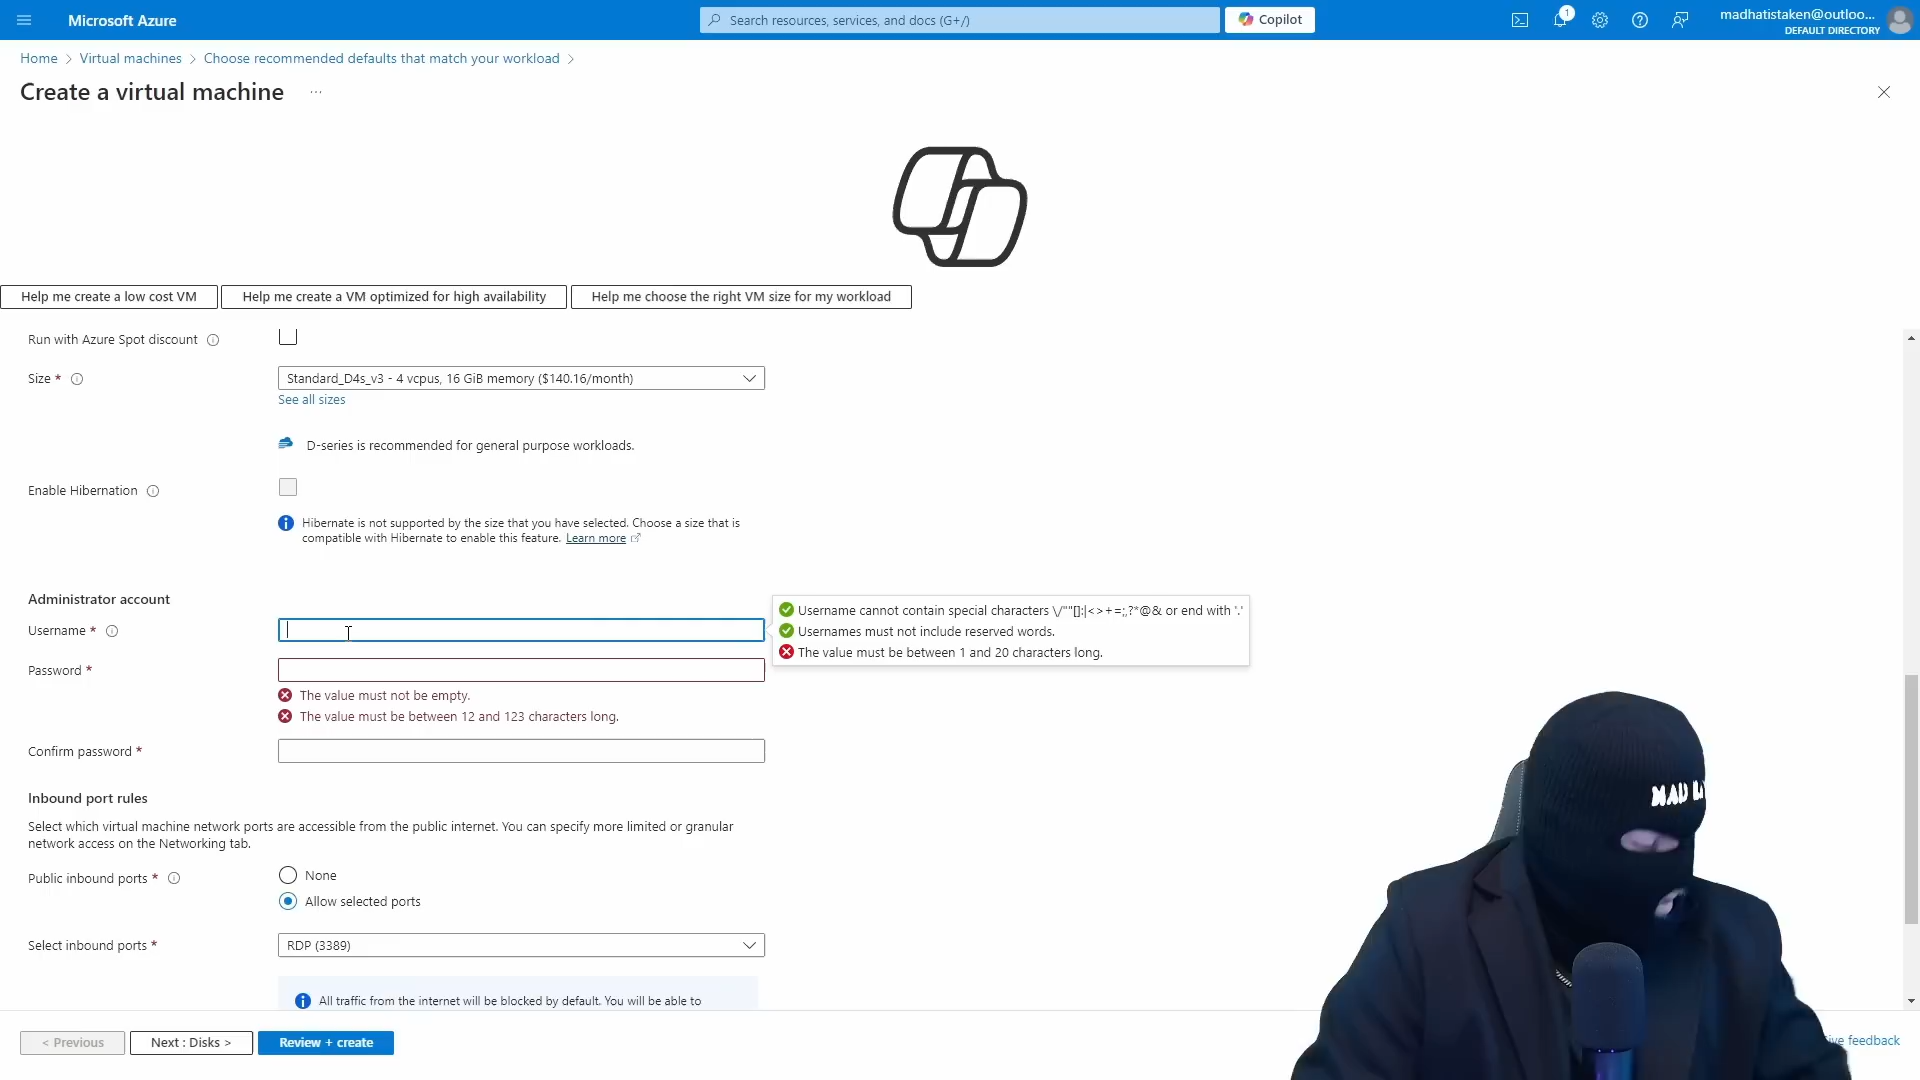 Microsoft Azure
Search resources, services, and docs (G+/)
Copilot
1
madhatistaken@outloo...
DEFAULT DIRECTORY
Home > Virtual machines > Choose recommended defaults that match your workload >
Create a virtual machine ...
Help me create a low cost VM
Help me create a VM optimized for high availability
Help me choose the right VM size for my workload
Run with Azure Spot discount
Size *
Standard_D4s_v3 - 4 vcpus, 16 GiB memory ($140.16/month)
See all sizes
D-series is recommended for general purpose workloads.
Enable Hibernation
Hibernate is not supported by the size that you have selected. Choose a size that is
compatible with Hibernate to enable this feature. Learn more
Administrator account
Username *
Username cannot contain special characters \/""[]:|<>+=;,?*@& or end with '.'
Usernames must not include reserved words.
The value must be between 1 and 20 characters long.
Password *
The value must not be empty.
The value must be between 12 and 123 characters long.
Confirm password *
Inbound port rules
Select which virtual machine network ports are accessible from the public internet. You can specify more limited or granular
network access on the Networking tab.
Public inbound ports *
None
Allow selected ports
Select inbound ports *
RDP (3389)
All traffic from the internet will be blocked by default. You will be able to
< Previous
Next : Disks >
Review + create
feedback
MAD